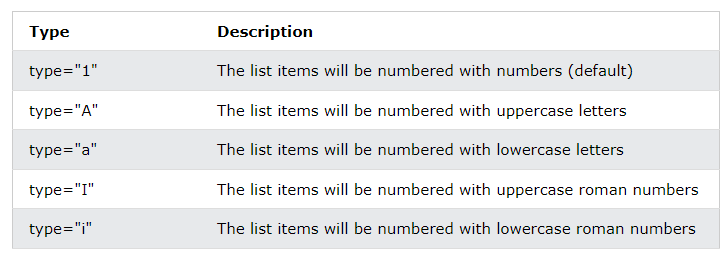 Type Description
type="1" The list items will be numbered with numbers (default)
type="A" The list items will be numbered with uppercase letters
type="a" The list items will be numbered with lowercase letters
type="I" The list items will be numbered with uppercase roman numbers
type="i" The list items will be numbered with lowercase roman numbers